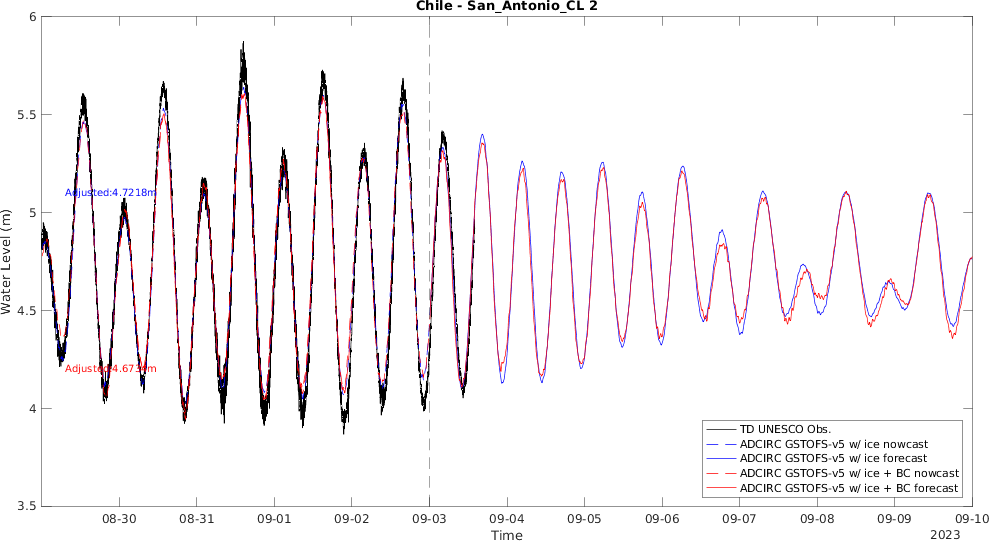 Chile - San_Antonio_CL 2
6
5.5
5
4.5
4
3.5
Water Level (m)
Adjusted:4.7218m
Adjusted:4.673
TD UNESCO Obs.
ADCIRC GSTOFS-v5 w/ ice nowcast
ADCIRC GSTOFS-v5 w/ ice forecast
ADCIRC GSTOFS-v5 w/ ice + BC nowcast
ADCIRC GSTOFS-v5 w/ ice + BC forecast
08-30 08-31 09-01 09-02 09-03 09-04 09-05 09-06 09-07 09-08 09-09 09-10
Time
2023